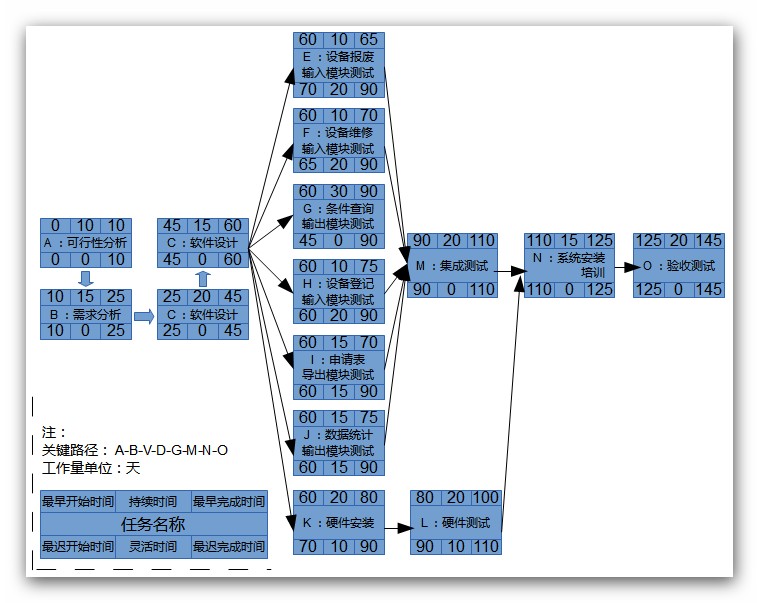 60 10 65
E：设备报废
输入模块测试
70 20 90
60 10 70
F：设备维修
输入模块测试
65 20 90
60 30 90
G：条件查询
输出模块测试
45 0 90
0 10 10
A：可行性分析
0 0 10
45 15 60
C：软件设计
45 0 60
10 15 25
B：需求分析
10 0 25
25 20 45
C：软件设计
25 0 45
60 10 75
H：设备登记
输入模块测试
60 20 90
90 20 110
M：集成测试
90 0 110
110 15 125
N：系统安装
培训
110 0 125
125 20 145
O：验收测试
125 0 145
60 15 70
I：申请表
导出模块测试
60 15 90
60 15 75
J：数据统计
输出模块测试
60 15 90
60 20 80
K：硬件安装
70 10 90
80 20 100
L：硬件测试
90 10 110
注：
关键路径：A-B-V-D-G-M-N-O
工作量单位：天
最早开始时间 持续时间 最早完成时间
任务名称
最迟开始时间 灵活时间 最迟完成时间